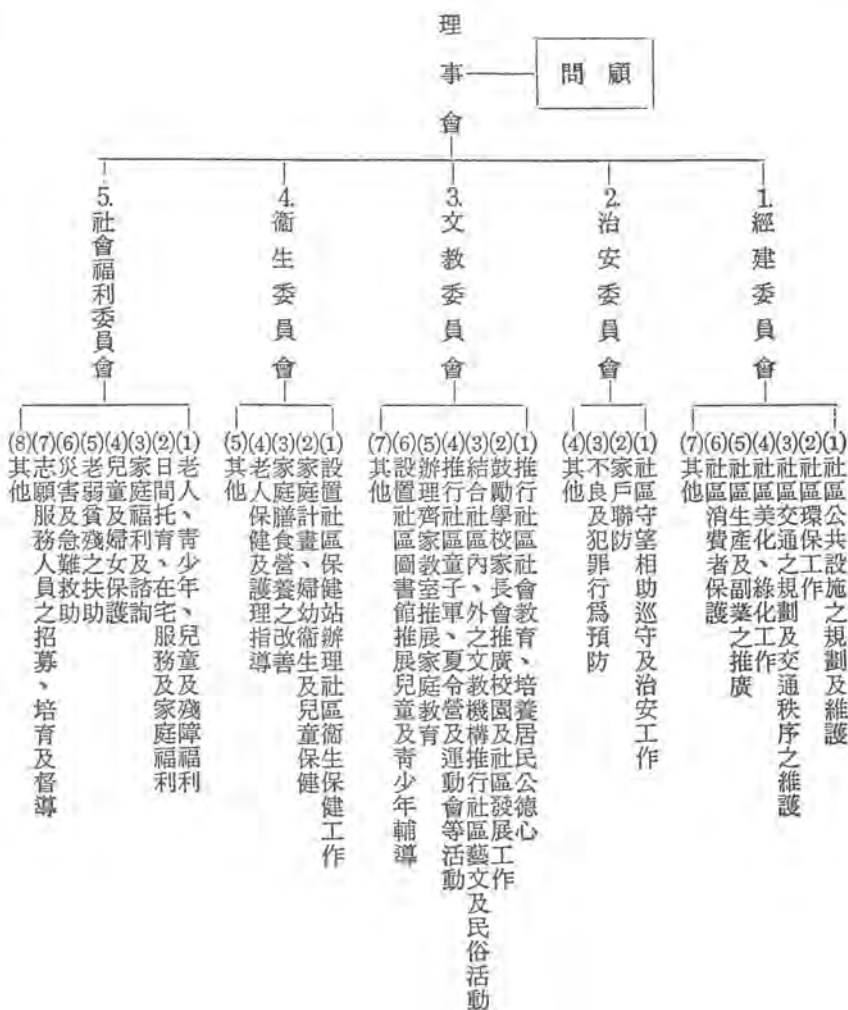 理事會
顧問
1.經建委員會
(1)社區公共設施之規劃及維護
(2)社區環保工作
(3)社區交通之規劃及交通秩序之維護
(4)社區美化、綠化工作
(5)社區生產及副業之推廣
(6)社區消費者保護
(7)其他
2.治安委員會
(1)社區守望相助巡守及治安工作
(2)家戶聯防
(3)不良及犯罪行爲預防
(4)其他
3.文教委員會
(1)推行社區社會教育、培養居民公德心
(2)鼓勵學校家長會推廣校園及社區發展工作
(3)結合社區內、外之文教機構推行社區藝文及民俗活動
(4)推行社區童子軍、夏令營及運動會等活動
(5)辦理齊家教室推展家庭教育
(6)設置社區圖書館推展兒童及靑少年輔導
(7)其他
4.衞生委員會
(1)設置社區保健站辦理社區衞生保健工作
(2)家庭計畫、婦幼衞生及兒童保健
(3)家庭膳食營養之改善
(4)老人保健及護理指導
(5)其他
5.社會福利委員會
(1)老人、靑少年、兒童及殘障福利
(2)日間托育、在宅服務及家庭福利
(3)家庭福利及諮詢
(4)兒童及婦女保護
(5)老弱貧殘之扶助
(6)災害及急難救助
(7)志願服務人員之招募、培育及督導
(8)其他